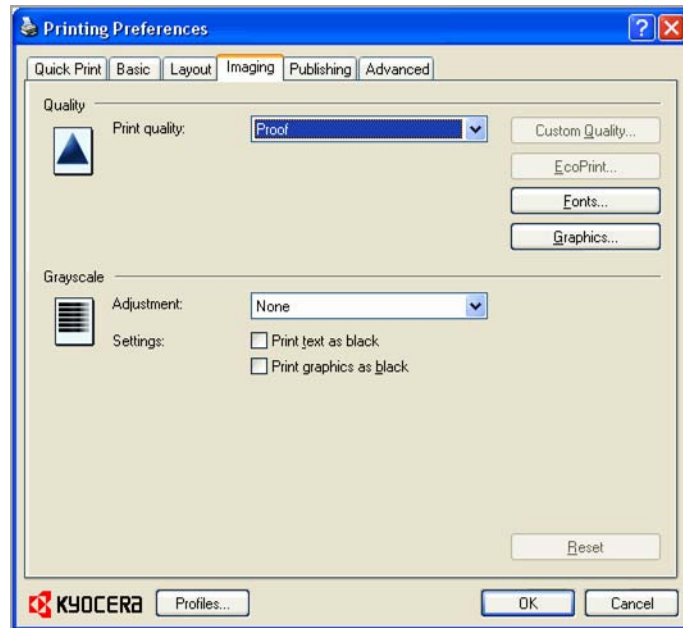 Printing Preferences
Quick Print Basic Layout Imaging Publishing Advanced
Quality
Print quality: Proof Custom Quality...
EcoPrint...
Fonts...
Graphics...
Grayscale
Adjustment: None
Settings: Print text as black
Print graphics as black
Reset
KYOCERA Profiles... OK Cancel